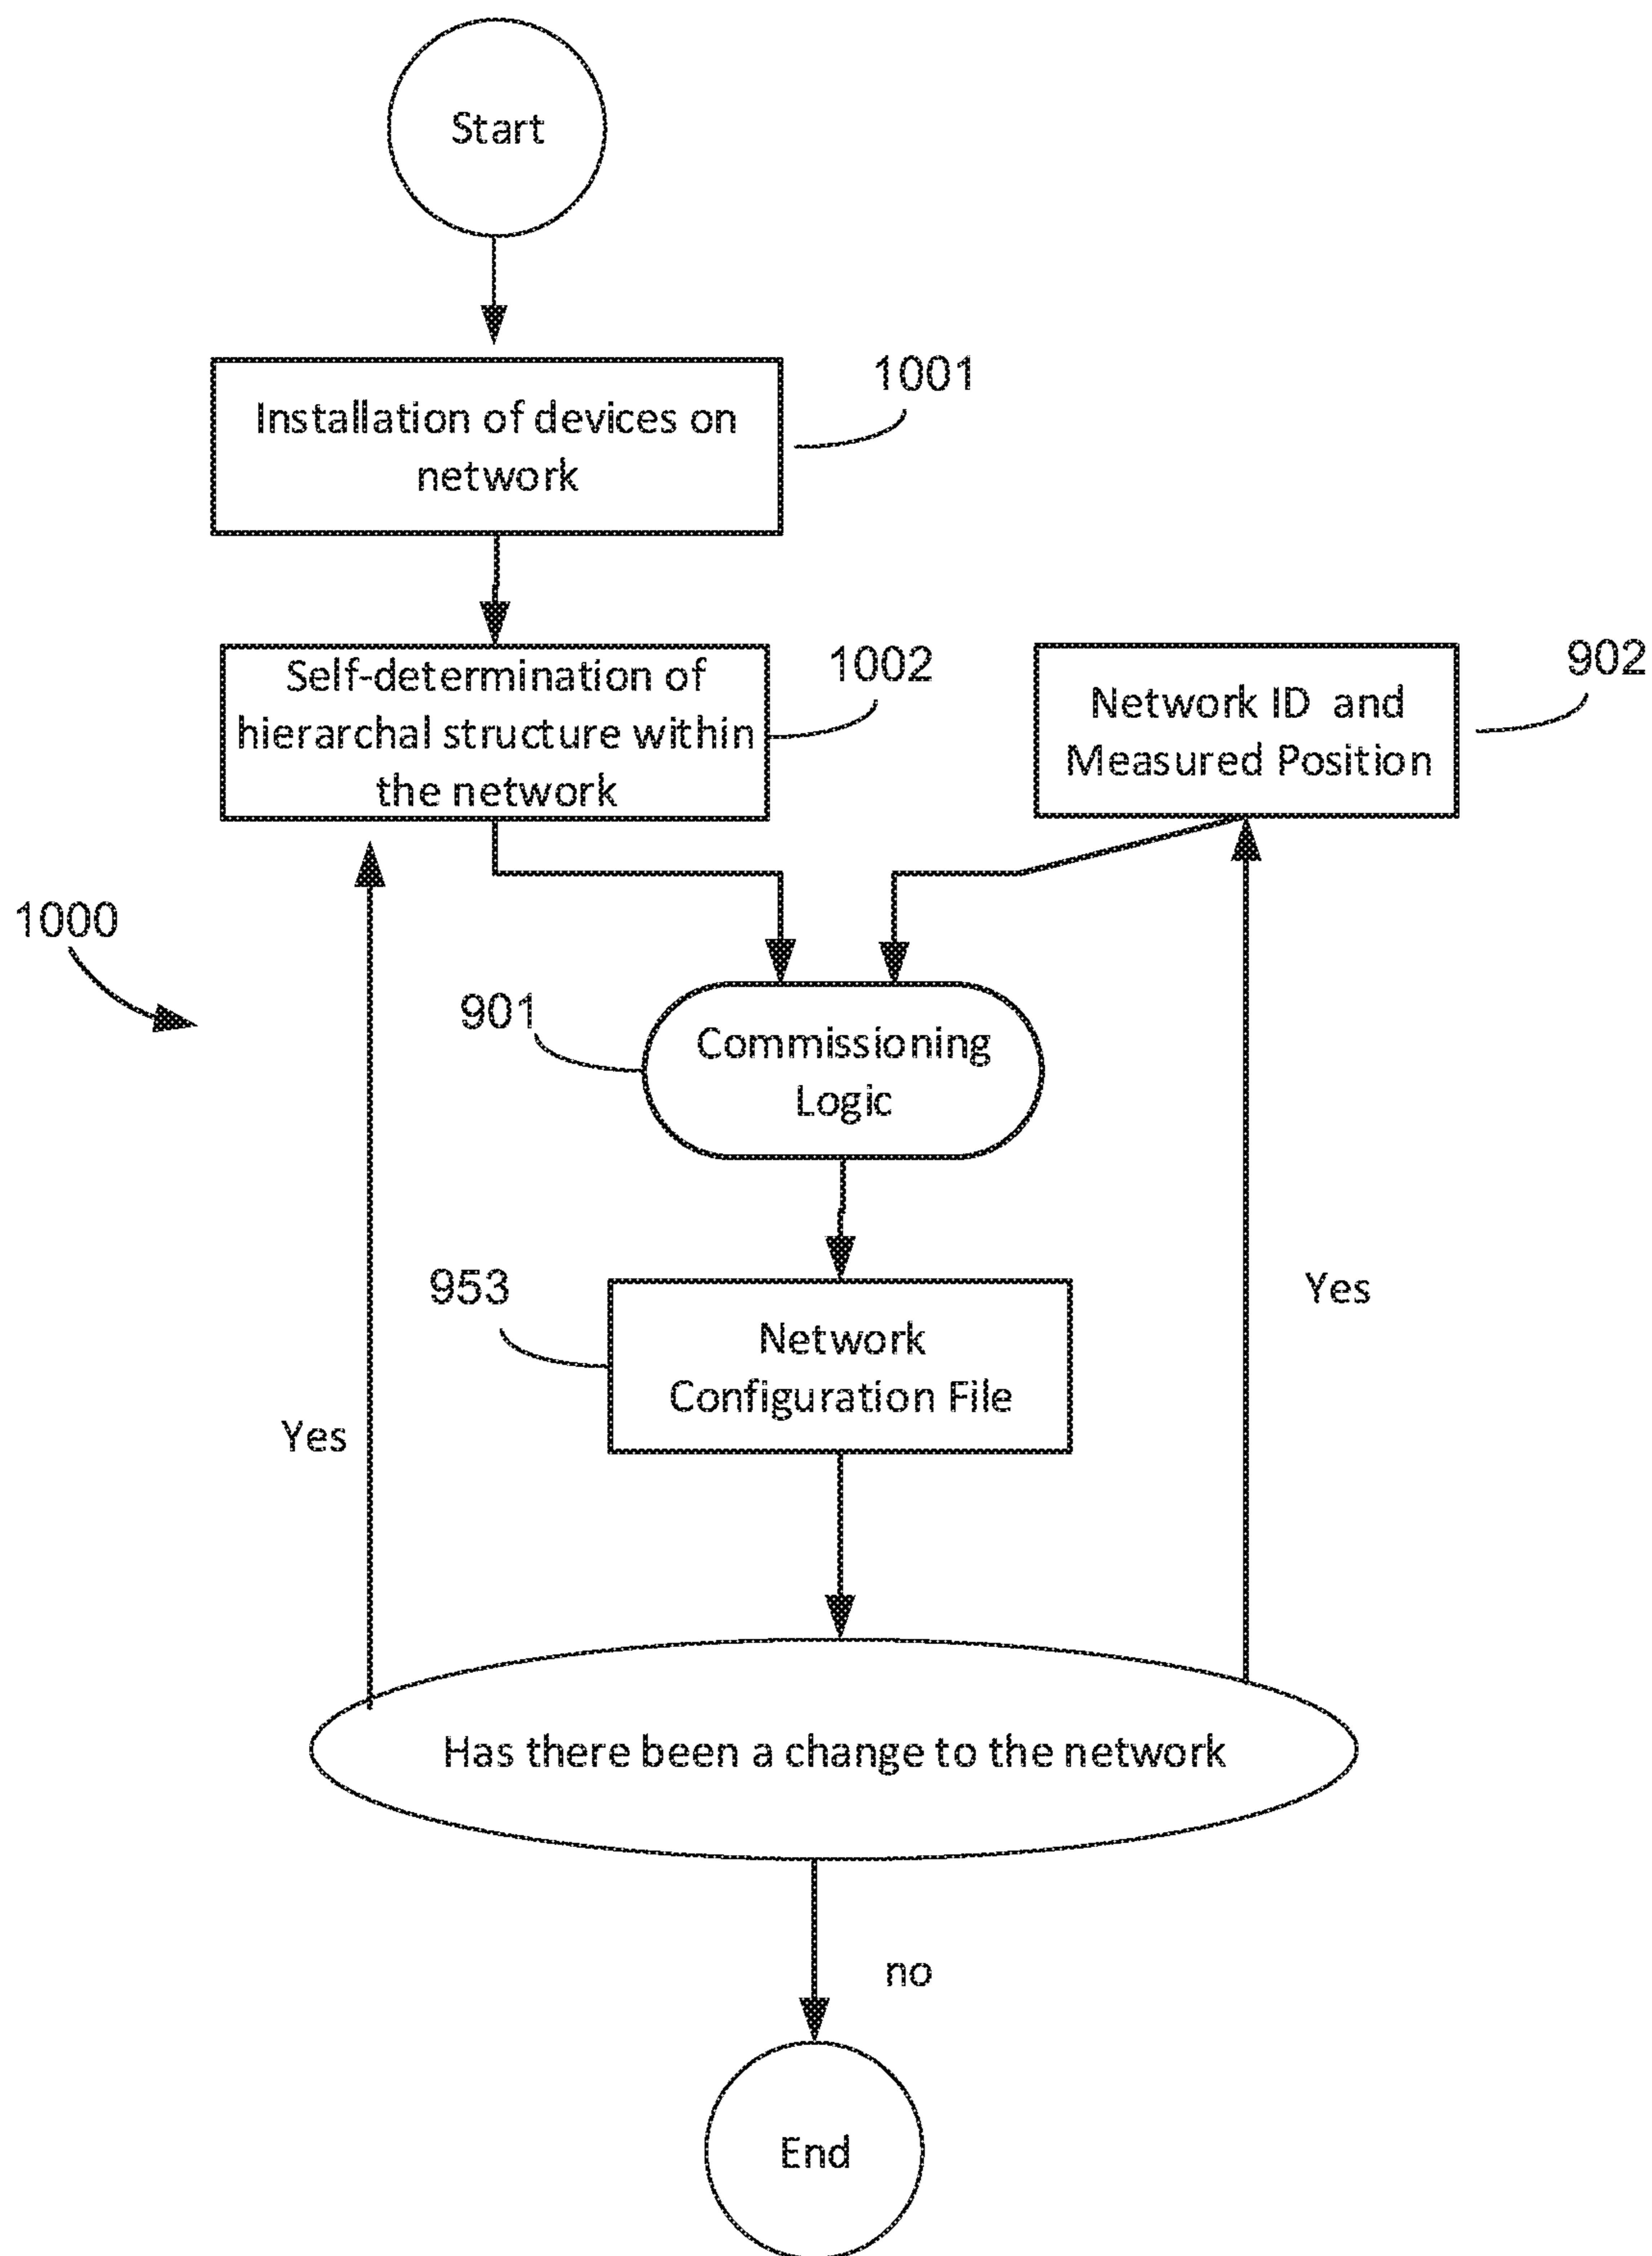 Start
Installation of devices on
network
1001
Self-determination of
hierarchal structure within
the network
1002
Network ID and
Measured Position
902
1000
901
Commissioning
Logic
953
Network
Configuration File
Yes
Yes
Has there been a change to the network
no
End